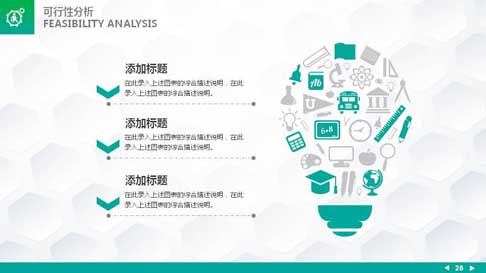 可行性分析
FEASIBILITY ANALYSIS
添加标题
在此录入上述图表的综合描述说明，在此
录入上述图表的综合描述说明。
添加标题
在此录入上述图表的综合描述说明，在此
录入上述图表的综合描述说明。
添加标题
在此录入上述图表的综合描述说明，在此
录入上述图表的综合描述说明。
Ab
U
6+8
26